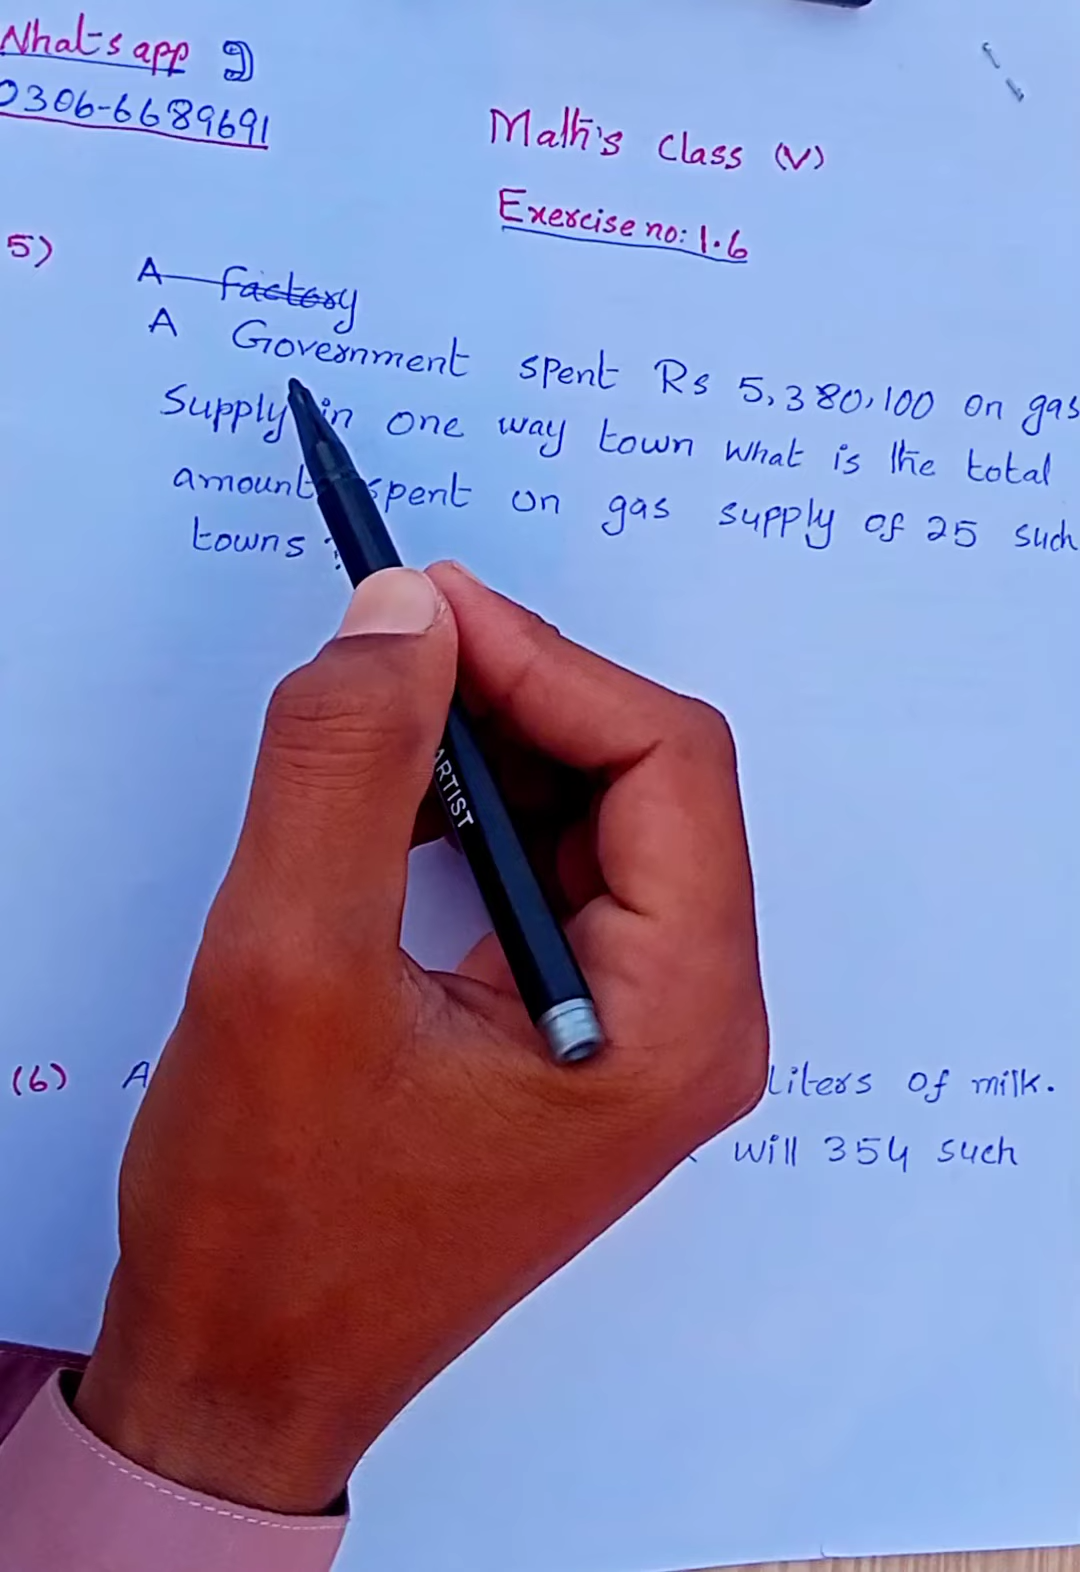 Whatsapp
0306-6689691
Math's Class (V)
Exercise no: 1.6
5)
A factory
A Government spent Rs 5,380,100 on gas
Supply in one way town what is the total
amount spent on gas supply of 25 such
towns ?
(6) A Liters of milk.
will 354 such
ARTIST